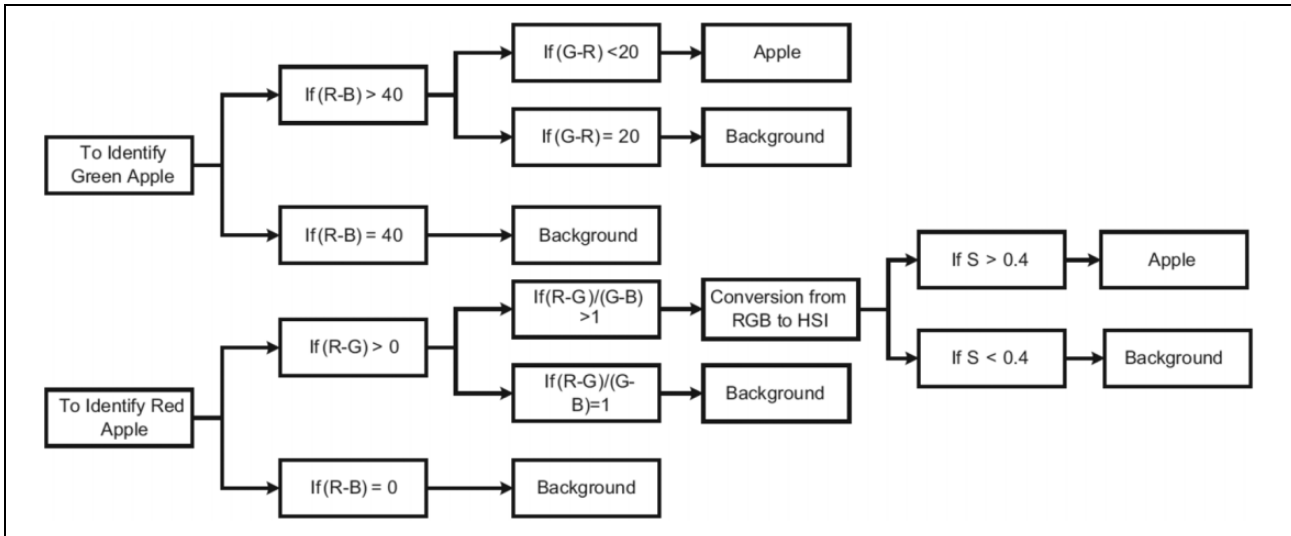 If (G-R) <20
Apple
If (R-B) > 40
If (G-R) = 20
Background
To Identify
Green Apple
If (R-B) = 40
Background
If S > 0.4
Apple
If (R-G)/(G-B)
>1
Conversion from
RGB to HSI
If (R-G) > 0
If S < 0.4
Background
If (R-G)/(G-
B)=1
Background
To Identify Red
Apple
If (R-B) = 0
Background